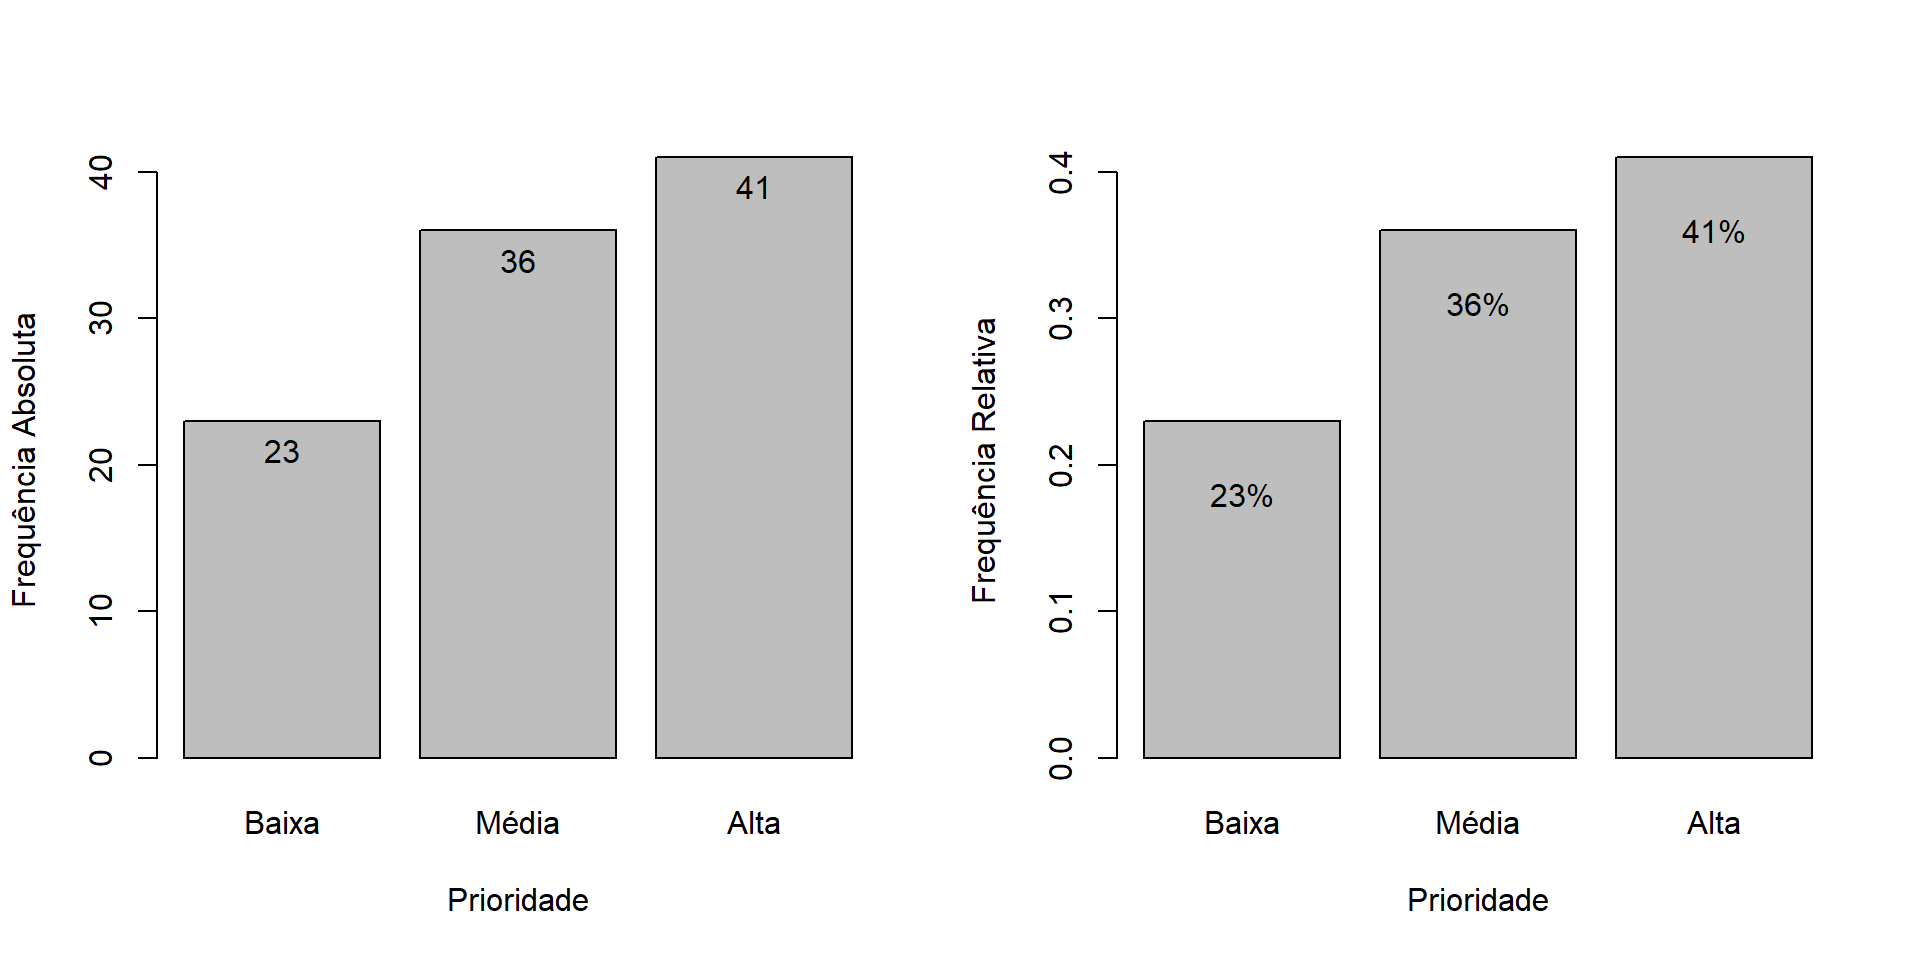 Frequência Absoluta
40
30
20
10
0
23
36
41
Baixa
Média
Alta
Prioridade
Frequência Relativa
0.4
0.3
0.2
0.1
0.0
23%
36%
41%
Baixa
Média
Alta
Prioridade